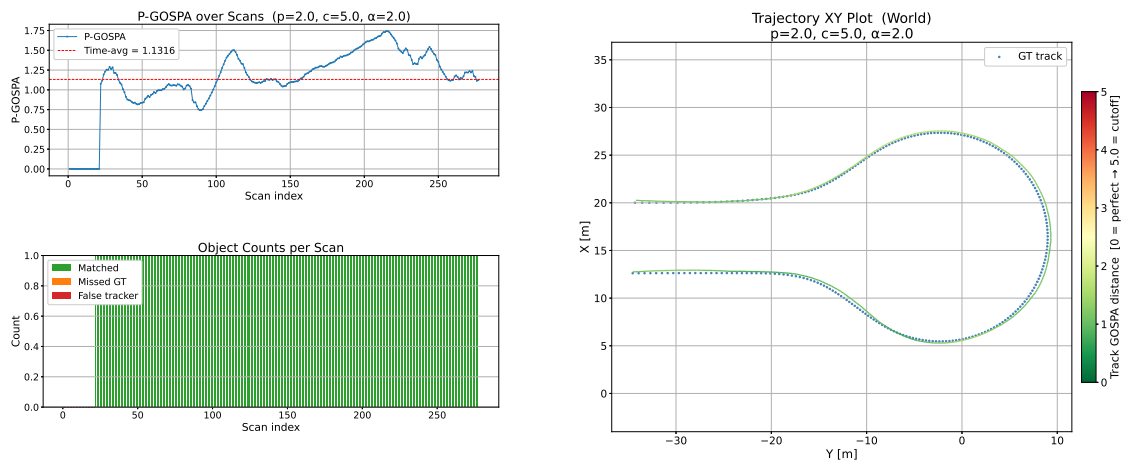 P-GOSPA over Scans  (p=2.0, c=5.0, α=2.0)
P-GOSPA
Time-avg = 1.1316
P-GOSPA
1.75
1.50
1.25
1.00
0.75
0.50
0.25
0.00
0
50
100
150
200
250
Scan index
Object Counts per Scan
Matched
Missed GT
False tracker
Count
1.0
0.8
0.6
0.4
0.2
0.0
0
50
100
150
200
250
Scan index
Trajectory XY Plot  (World)
p=2.0, c=5.0, α=2.0
GT track
X [m]
35
30
25
20
15
10
5
0
−30
−20
−10
0
10
Y [m]
5
4
3
2
1
0
Track GOSPA distance  [0 = perfect → 5.0 = cutoff]